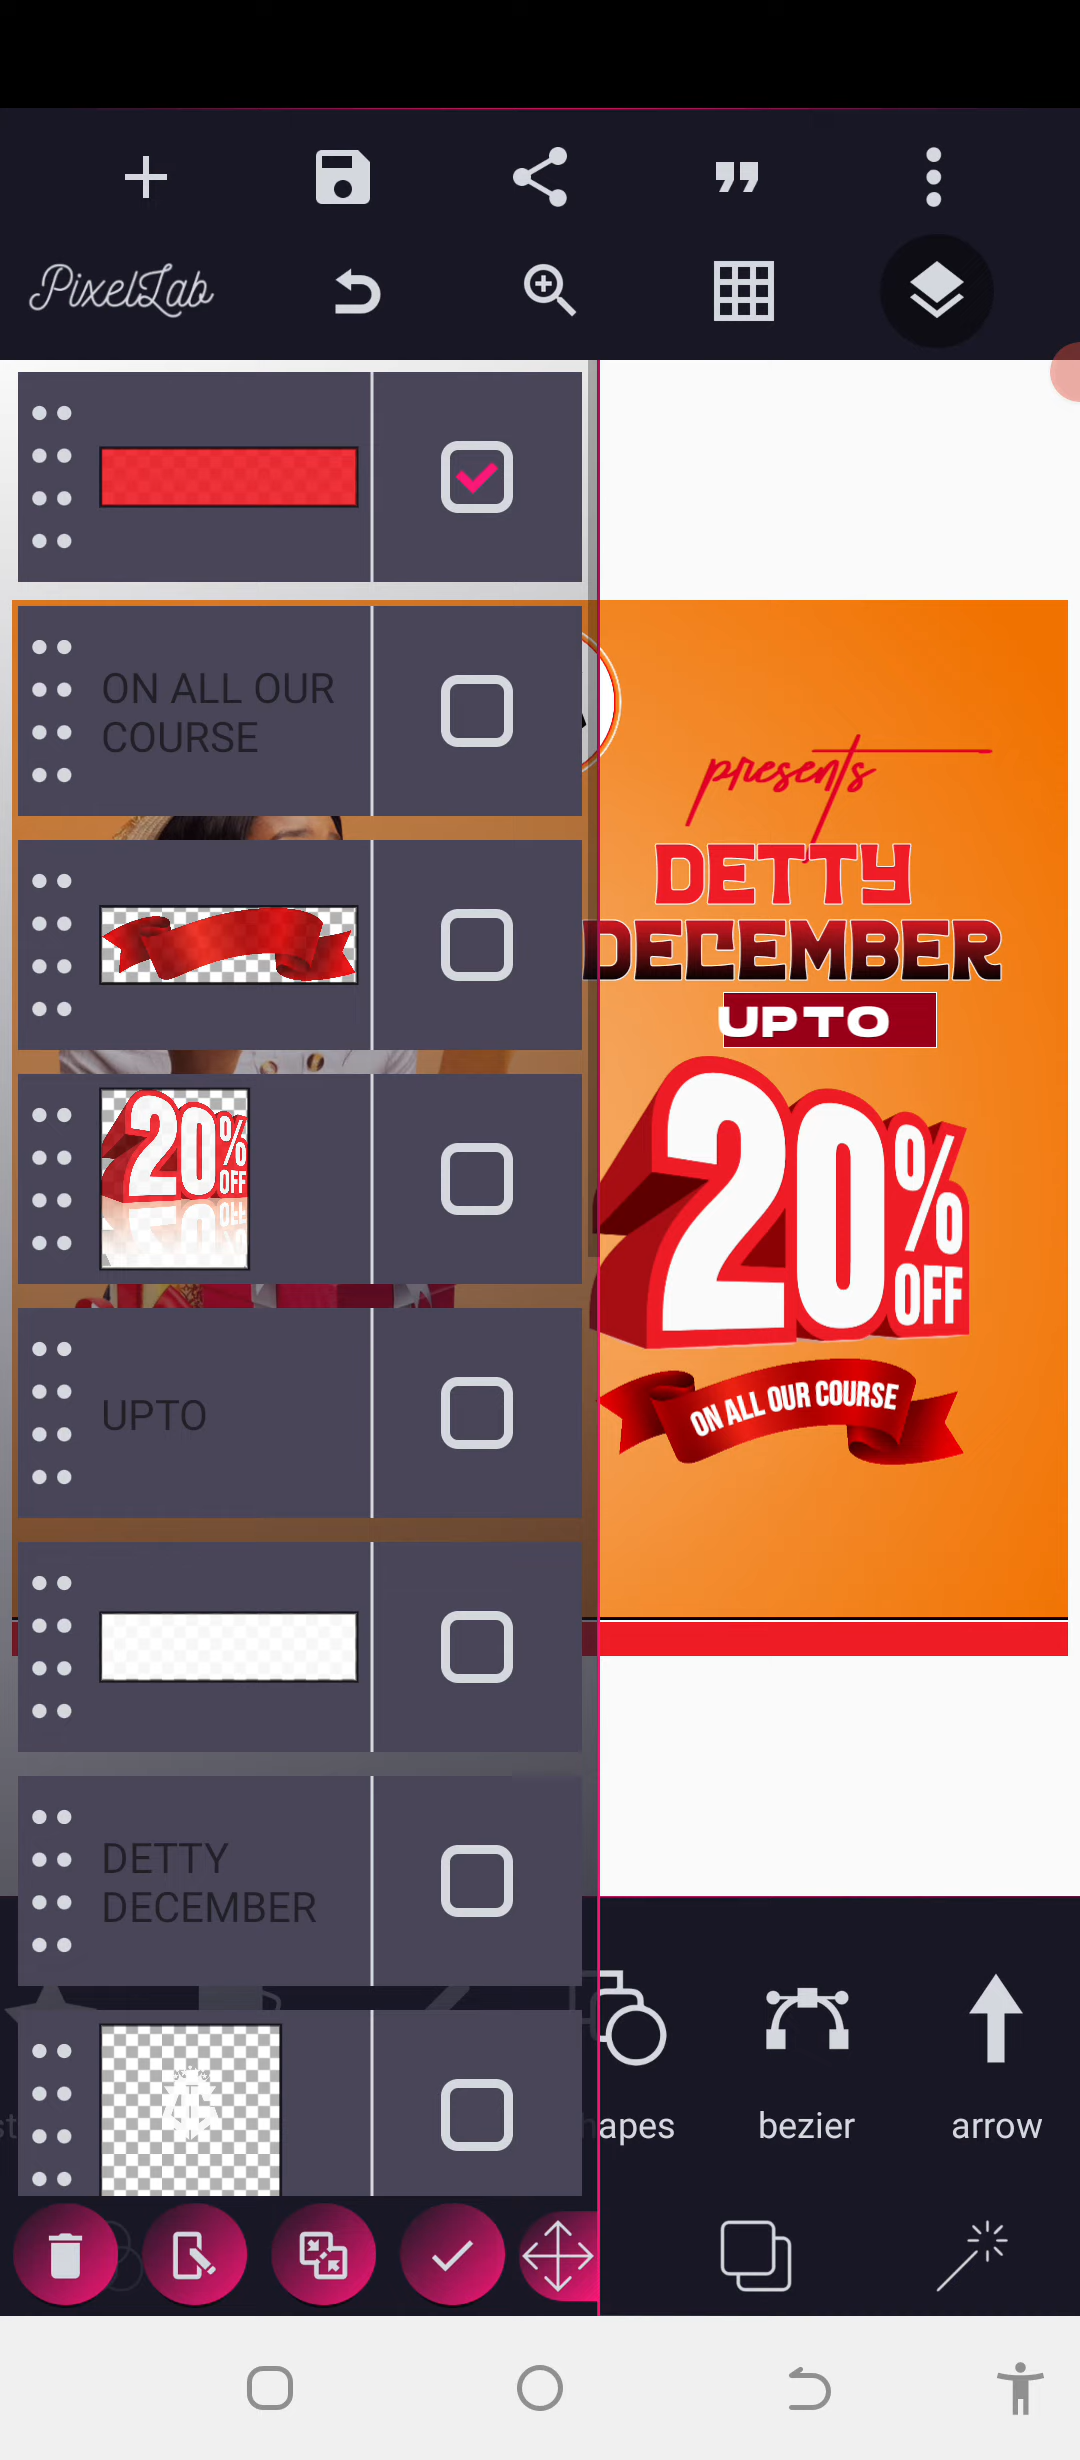 PixelLab
ON ALL OUR
COURSE
20%
OFF
UPTO
DETTY
DECEMBER
presents
DETTY
DECEMBER
UPTO
20%
OFF
ON ALL OUR COURSE
apes
bezier
arrow